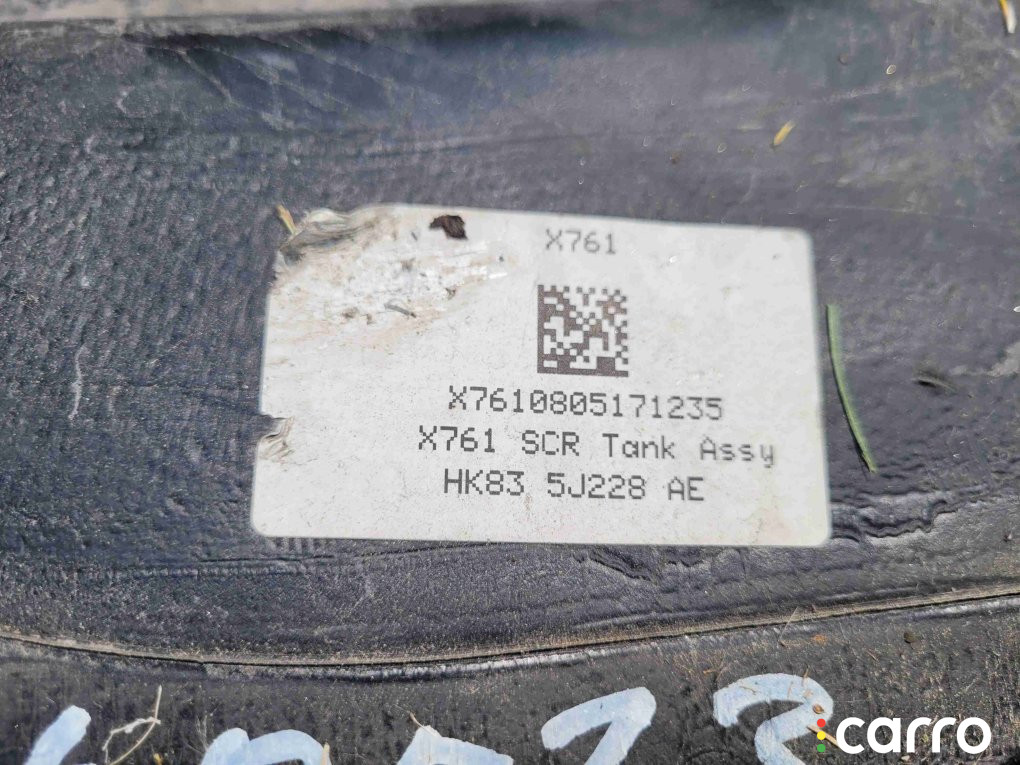 X761
X7610805171235
X761 SCR Tank Assy
HK83 5J228 AE
carro